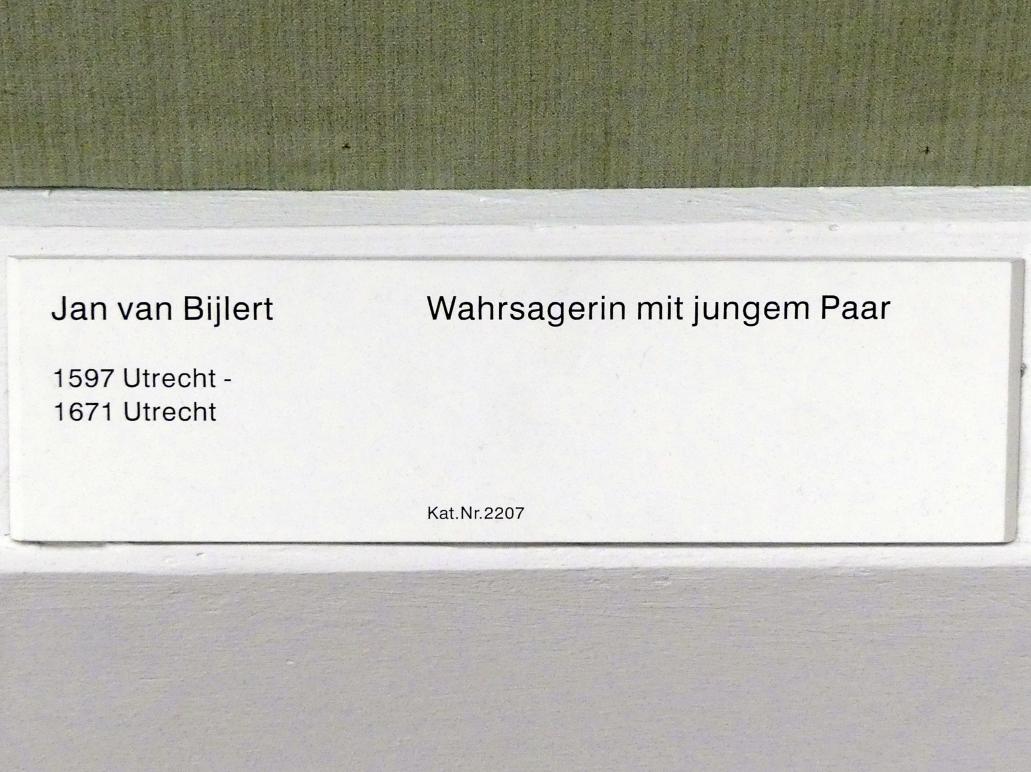 Jan van Bijlert
Wahrsagerin mit jungem Paar
1597 Utrecht -
1671 Utrecht
Kat.Nr.2207